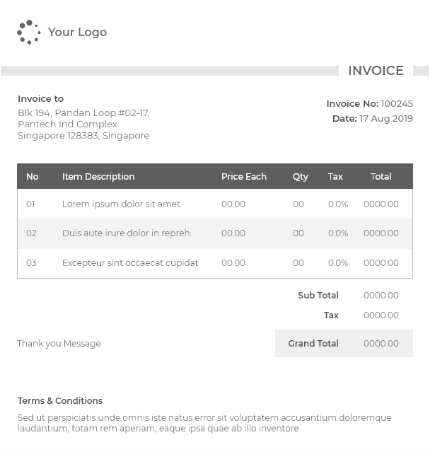 Your Logo
INVOICE
Invoice to
Blk 194, Pandan Loop #02-17,
Pantech Ind Complex
Singapore 128383, Singapore
Invoice No: 100245
Date: 17 Aug 2019
No Item Description Price Each Qty Tax Total
01 Lorem ipsum dolor sit amet 00.00 00 0.0% 0000.00
02 Duis aute irure dolor in repreh 00.00 00 0.0% 0000.00
03 Excepteur sint occaecat cupidat 00.00 00 0.0% 0000.00
Sub Total 0000.00
Tax 0000.00
Thank you Message
Grand Total 0000.00
Terms & Conditions
Sed ut perspiciatis unde omnis iste natus error sit voluptatem accusantium doloremque
laudantium, totam rem aperiam, eaque ipsa quae ab illo inventore